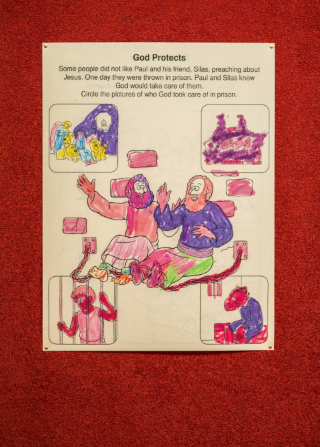 God Protects
Some people did not like Paul and his friend, Silas, preaching about
Jesus. One day they were thrown in prison. Paul and Silas knew
God would take care of them.
Circle the pictures of who God took care of in prison.